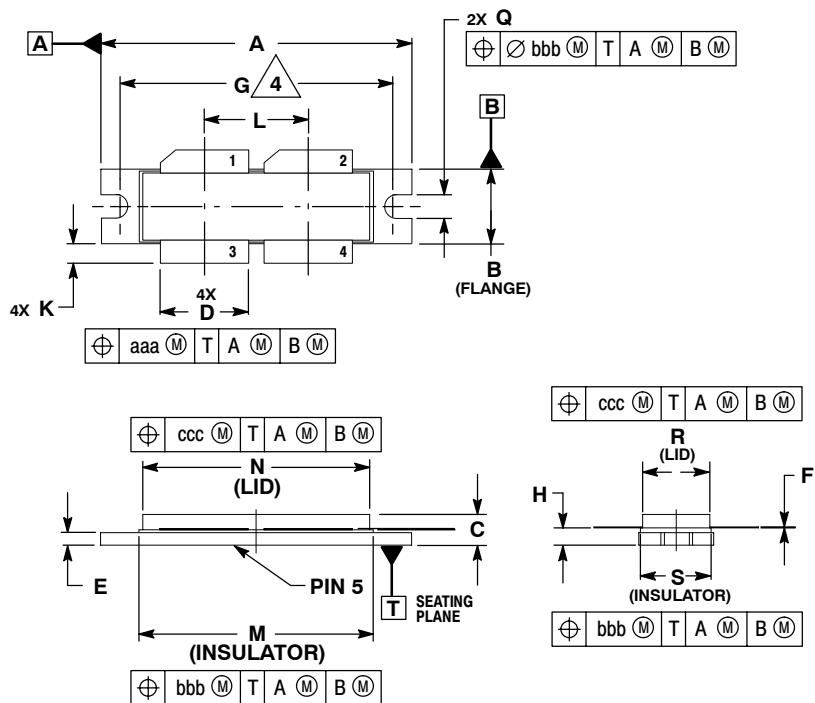 A
A
2X Q
⌖ ∅ bbb Ⓜ T A Ⓜ B Ⓜ
G 4
L
B
1
2
3
4
B
(FLANGE)
4X K
4X
D
⌖ aaa Ⓜ T A Ⓜ B Ⓜ
⌖ ccc Ⓜ T A Ⓜ B Ⓜ
N
(LID)
C
E
PIN 5
T SEATING
PLANE
M
(INSULATOR)
⌖ bbb Ⓜ T A Ⓜ B Ⓜ
⌖ ccc Ⓜ T A Ⓜ B Ⓜ
R
(LID)
H
F
S
(INSULATOR)
⌖ bbb Ⓜ T A Ⓜ B Ⓜ